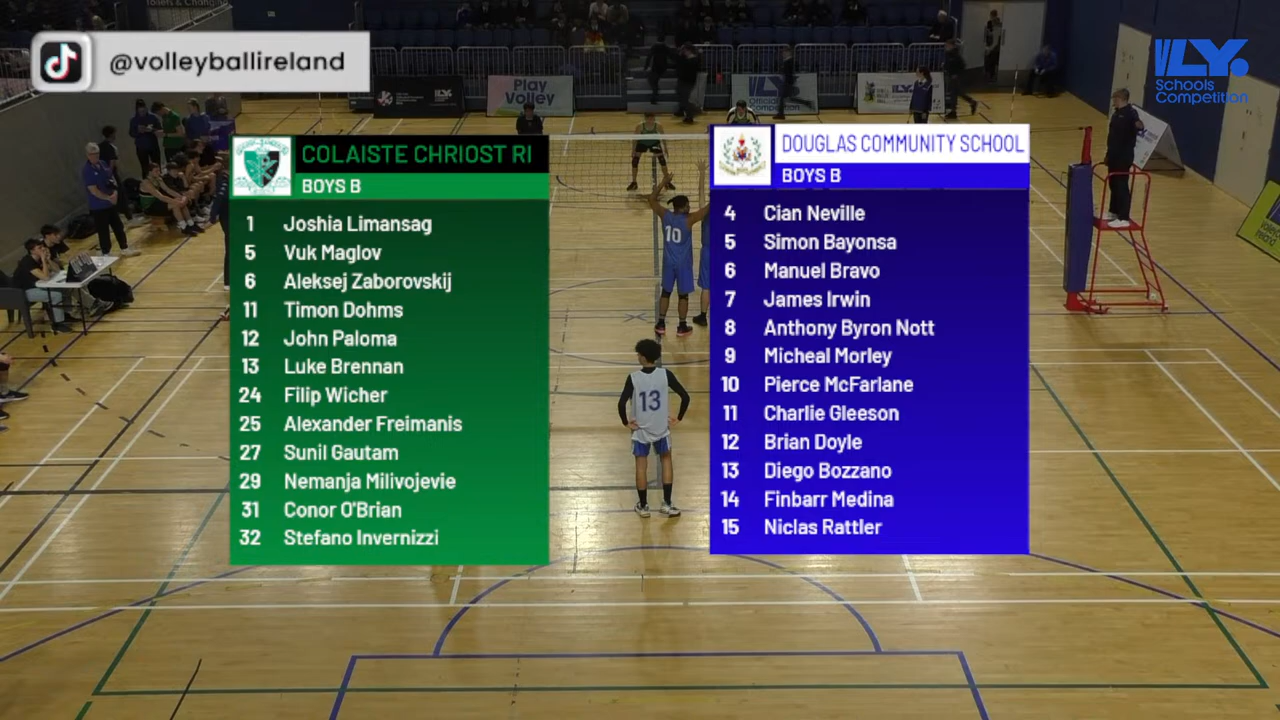 @volleyballireland
VLY.
Schools
Competition
Play
Volley
COLAISTE CHRIOST RI
BOYS B
1 Joshia Limansag
5 Vuk Maglov
6 Aleksej Zaborovskij
11 Timon Dohms
12 John Paloma
13 Luke Brennan
24 Filip Wicher
25 Alexander Freimanis
27 Sunil Gautam
29 Nemanja Milivojevie
31 Conor O'Brian
32 Stefano Invernizzi
DOUGLAS COMMUNITY SCHOOL
BOYS B
4 Cian Neville
5 Simon Bayonsa
6 Manuel Bravo
7 James Irwin
8 Anthony Byron Nott
9 Micheal Morley
10 Pierce McFarlane
11 Charlie Gleeson
12 Brian Doyle
13 Diego Bozzano
14 Finbarr Medina
15 Niclas Rattler
10
13